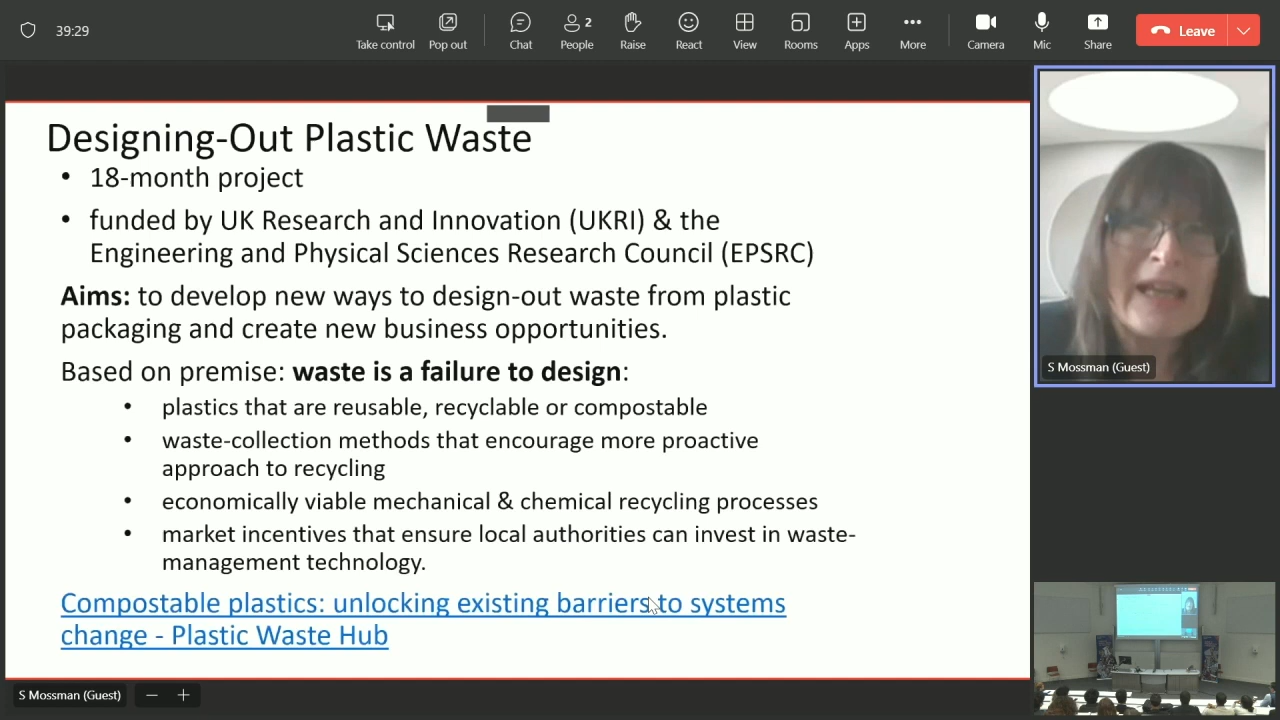 39:29
Take control
Pop out
Chat
2
People
Raise
React
View
Rooms
Apps
More
Camera
Mic
Share
Leave
Designing-Out Plastic Waste
• 18-month project
• funded by UK Research and Innovation (UKRI) & the
Engineering and Physical Sciences Research Council (EPSRC)
Aims: to develop new ways to design-out waste from plastic
packaging and create new business opportunities.
Based on premise: waste is a failure to design:
• plastics that are reusable, recyclable or compostable
• waste-collection methods that encourage more proactive
approach to recycling
• economically viable mechanical & chemical recycling processes
• market incentives that ensure local authorities can invest in waste-
management technology.
Compostable plastics: unlocking existing barriers to systems
change - Plastic Waste Hub
S Mossman (Guest)
S Mossman (Guest)